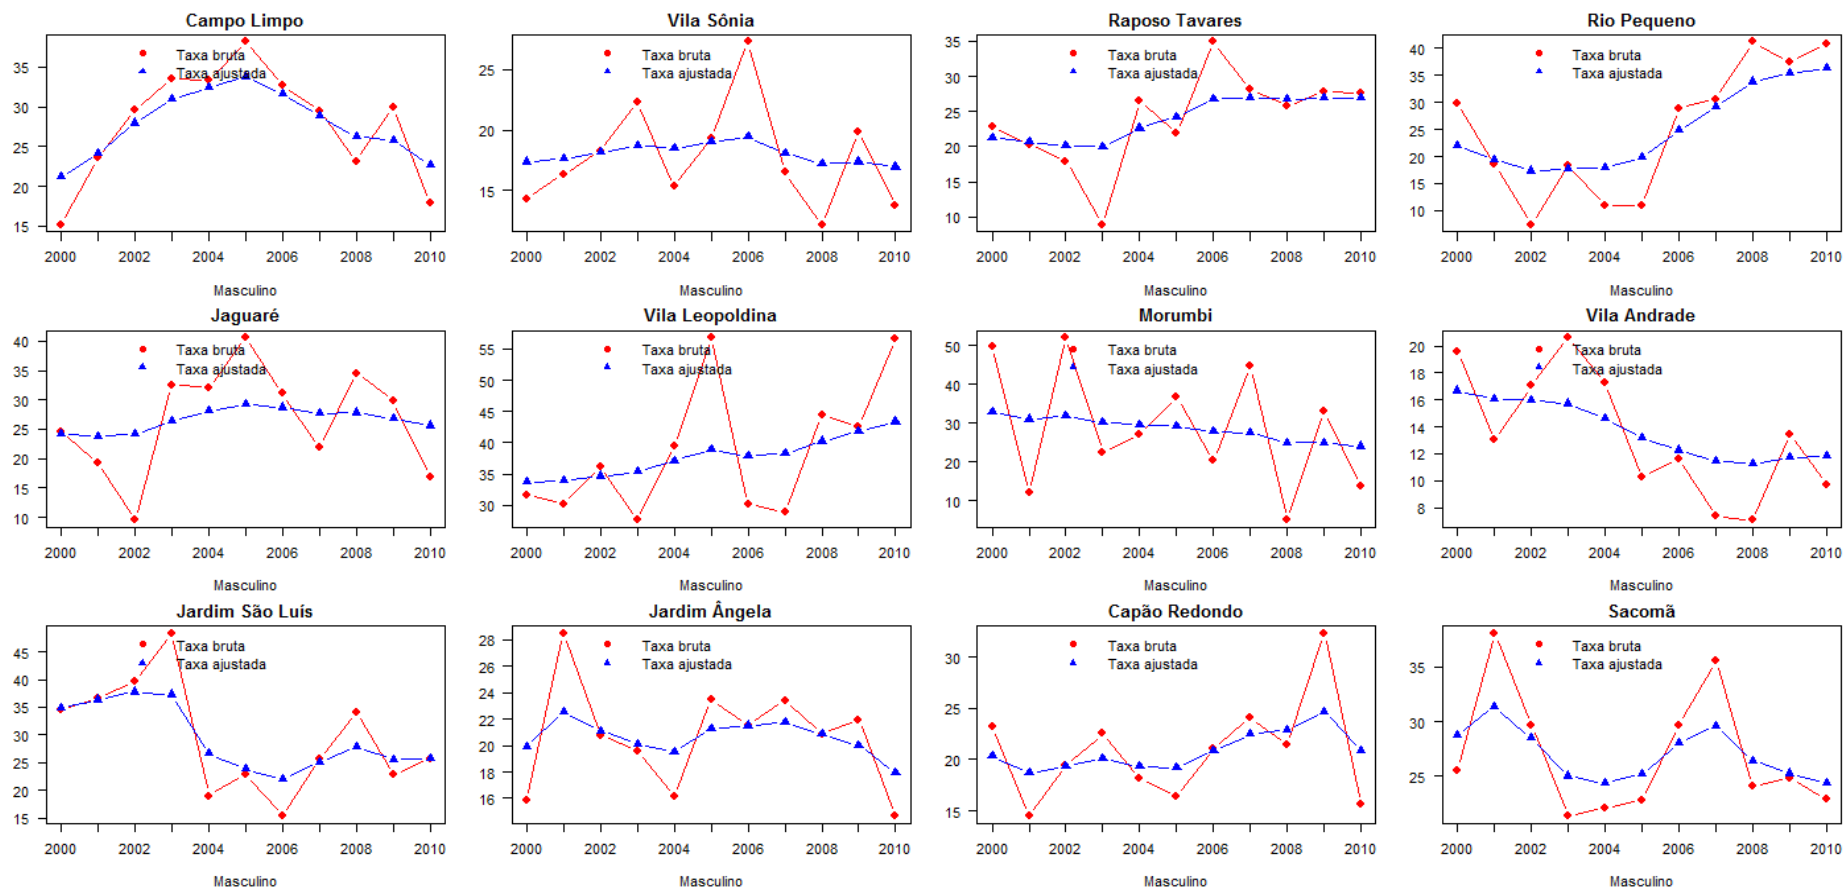 Campo Limpo
Taxa bruta
Taxa ajustada
35
30
25
20
15
2000 2002 2004 2006 2008 2010
Masculino
Vila Sônia
Taxa bruta
Taxa ajustada
25
20
15
2000 2002 2004 2006 2008 2010
Masculino
Raposo Tavares
Taxa bruta
Taxa ajustada
35
30
25
20
15
10
2000 2002 2004 2006 2008 2010
Masculino
Rio Pequeno
Taxa bruta
Taxa ajustada
40
35
30
25
20
15
10
2000 2002 2004 2006 2008 2010
Masculino
Jaguaré
Taxa bruta
Taxa ajustada
40
35
30
25
20
15
10
2000 2002 2004 2006 2008 2010
Masculino
Vila Leopoldina
Taxa bruta
Taxa ajustada
55
50
45
40
35
30
2000 2002 2004 2006 2008 2010
Masculino
Morumbi
Taxa bruta
Taxa ajustada
50
40
30
20
10
2000 2002 2004 2006 2008 2010
Masculino
Vila Andrade
Taxa bruta
Taxa ajustada
20
18
16
14
12
10
8
2000 2002 2004 2006 2008 2010
Masculino
Jardim São Luís
Taxa bruta
Taxa ajustada
45
40
35
30
25
20
15
2000 2002 2004 2006 2008 2010
Masculino
Jardim Ângela
Taxa bruta
Taxa ajustada
28
26
24
22
20
18
16
2000 2002 2004 2006 2008 2010
Masculino
Capão Redondo
Taxa bruta
Taxa ajustada
30
25
20
15
2000 2002 2004 2006 2008 2010
Masculino
Sacomã
Taxa bruta
Taxa ajustada
35
30
25
2000 2002 2004 2006 2008 2010
Masculino